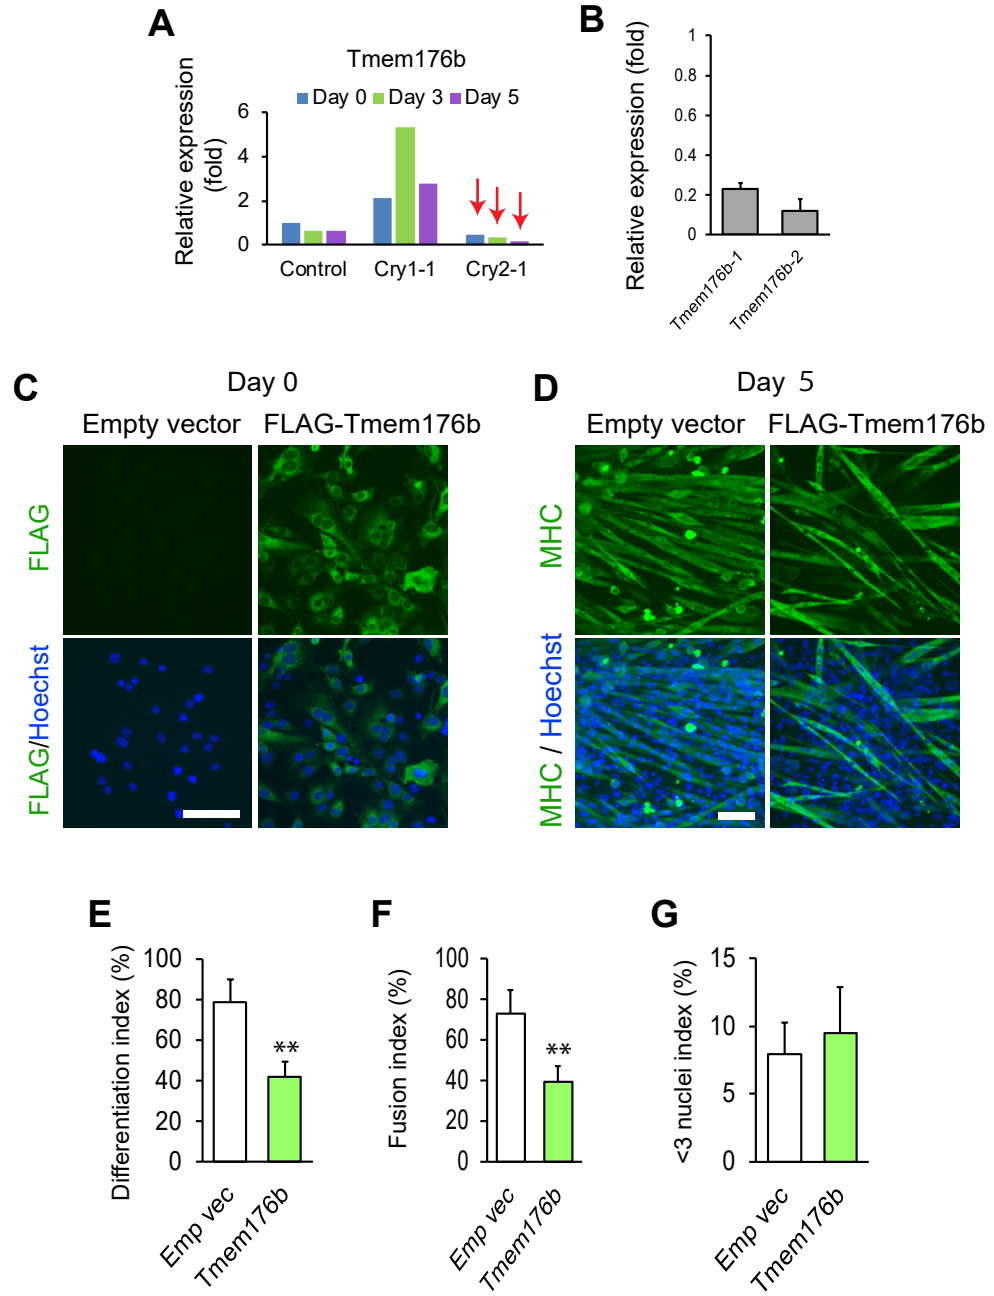 A
Tmem176b
Day 0 Day 3 Day 5
Relative expression
(fold)
6
4
2
0
Control Cry1-1 Cry2-1
B
Relative expression (fold)
1
0.8
0.6
0.4
0.2
0
Tmem176b-1
Tmem176b-2
C
Day 0
Empty vector FLAG-Tmem176b
FLAG
FLAG/Hoechst
D
Day 5
Empty vector FLAG-Tmem176b
MHC
MHC / Hoechst
E
Differentiation index (%)
100
80
60
40
20
0
**
Emp vec
Tmem176b
F
Fusion index (%)
100
80
60
40
20
0
**
Emp vec
Tmem176b
G
<3 nuclei index (%)
15
10
5
0
Emp vec
Tmem176b